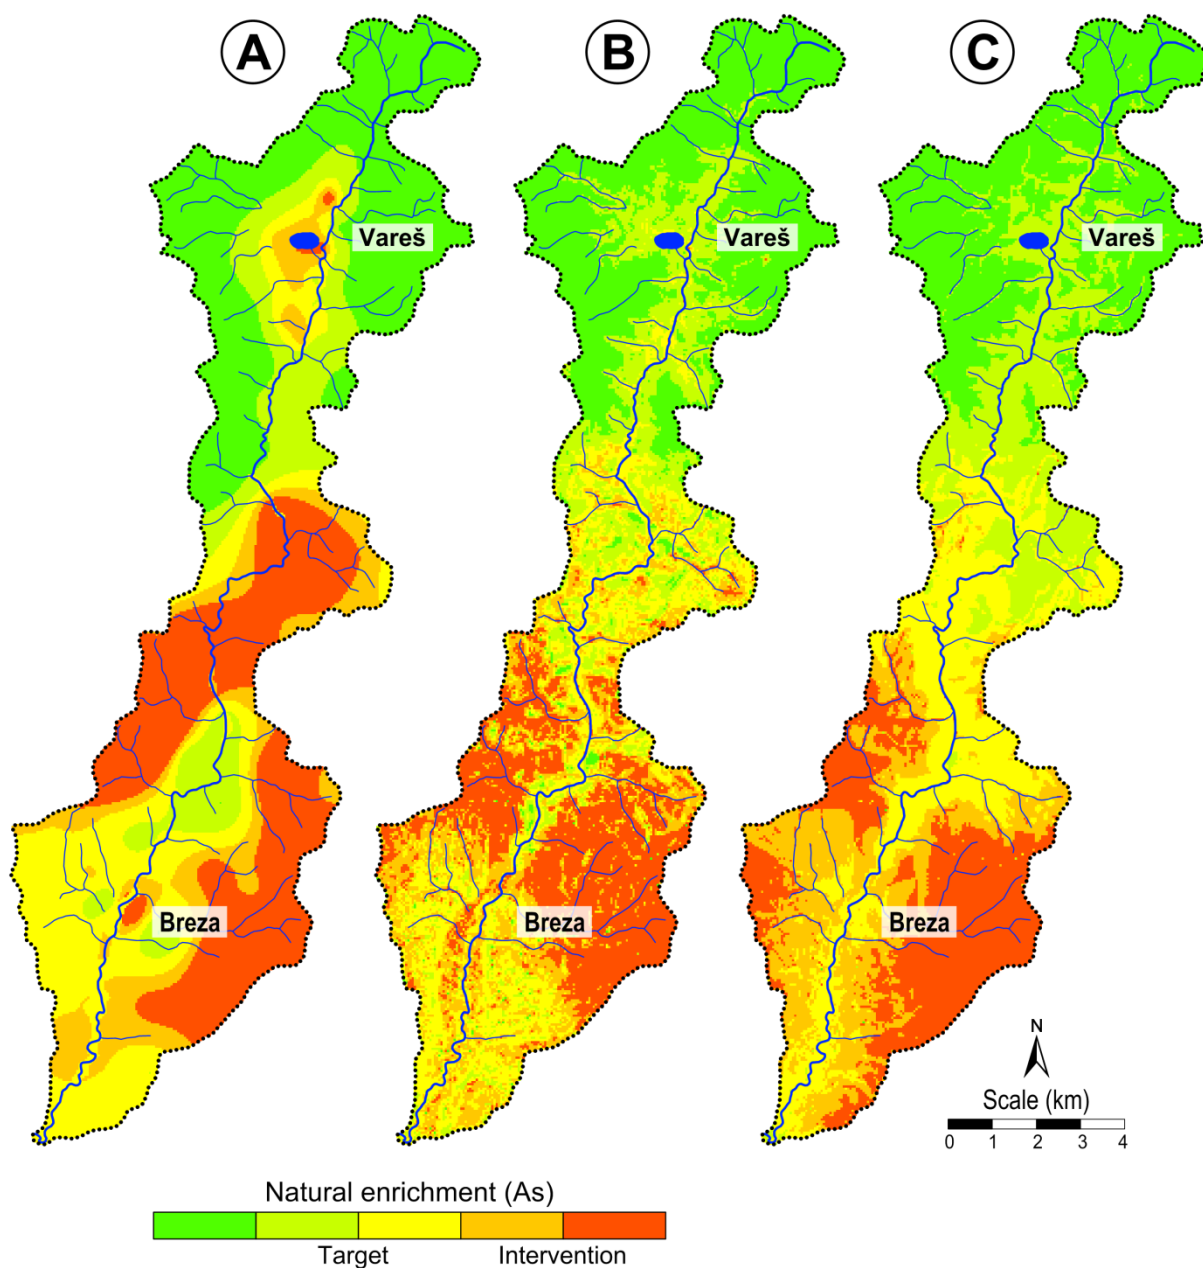 A B C
Vareš Vareš Vareš
Breza Breza Breza
N
Scale (km)
0 1 2 3 4
Natural enrichment (As)
Target Intervention